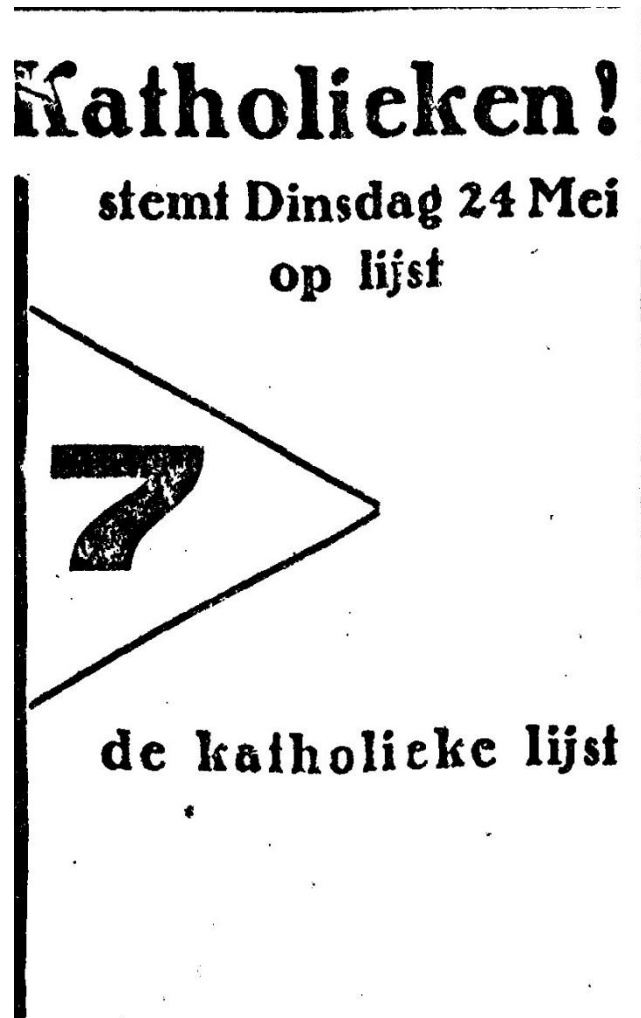 Katholieken!
stemt Dinsdag 24 Mei
op lijst
7
de katholieke lijst